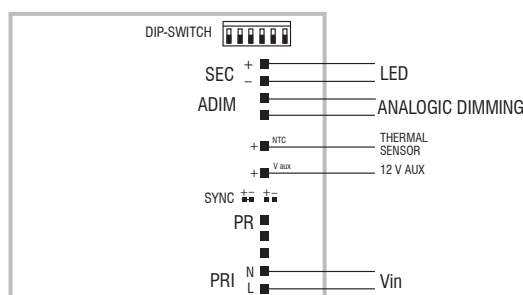 DIP-SWITCH
SEC + LED
−
ADIM ANALOGIC DIMMING
+ NTC THERMAL
SENSOR
+ V aux 12 V AUX
SYNC +− +−
PR
PRI N Vin
L